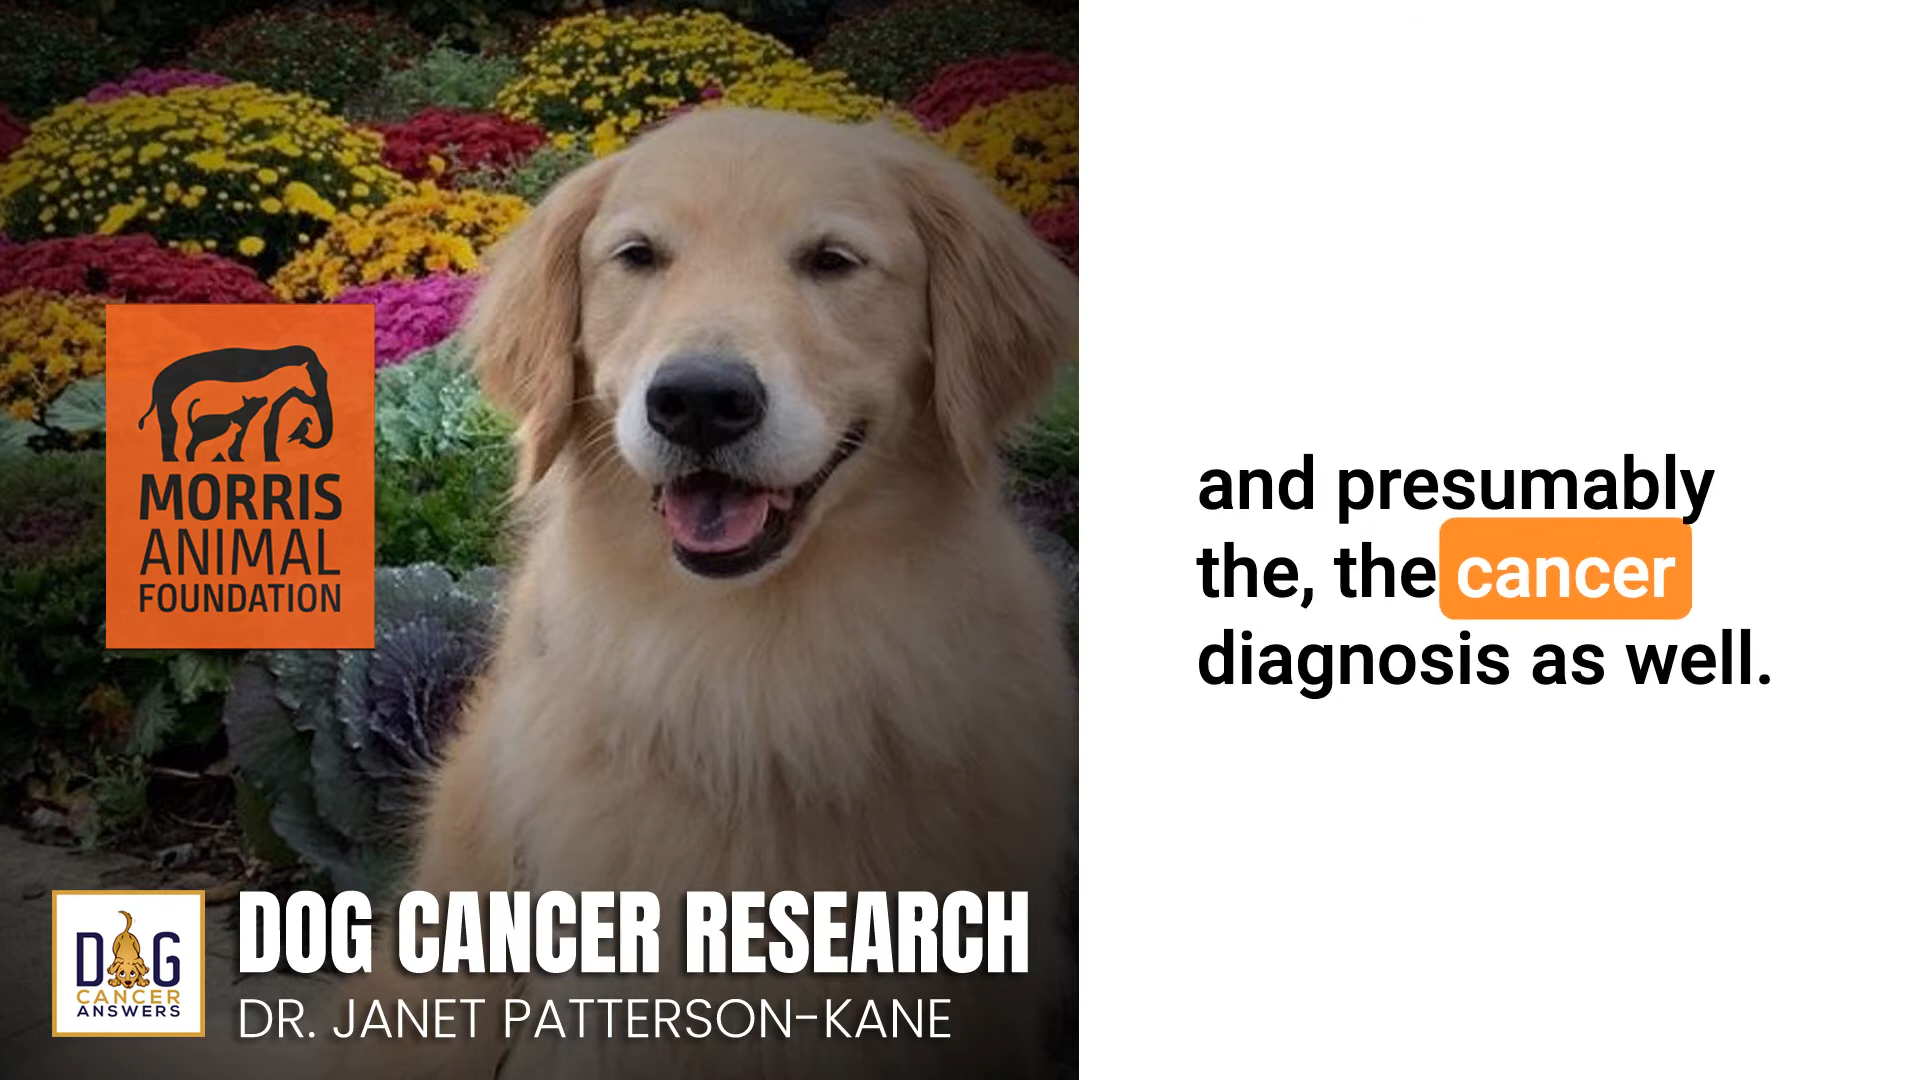 MORRIS
ANIMAL
FOUNDATION
DOG
CANCER
ANSWERS
DOG CANCER RESEARCH
DR. JANET PATTERSON-KANE
and presumably
the, the cancer
diagnosis as well.